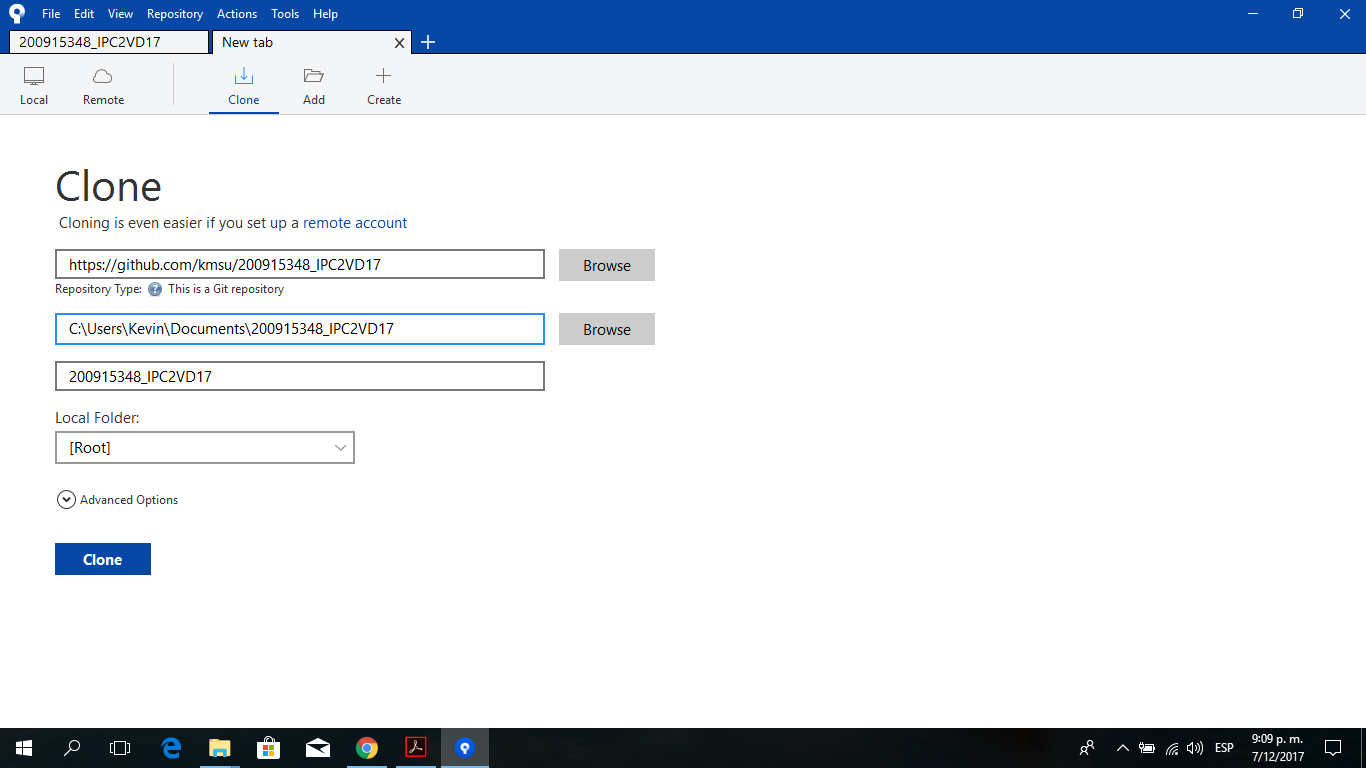 File Edit View Repository Actions Tools Help
200915348_IPC2VD17 New tab
Local Remote Clone Add Create
Clone
Cloning is even easier if you set up a remote account
https://github.com/kmsu/200915348_IPC2VD17 Browse
Repository Type: ? This is a Git repository
C:\Users\Kevin\Documents\200915348_IPC2VD17 Browse
200915348_IPC2VD17
Local Folder:
[Root]
Advanced Options
Clone
ESP 9:09 p. m.
7/12/2017